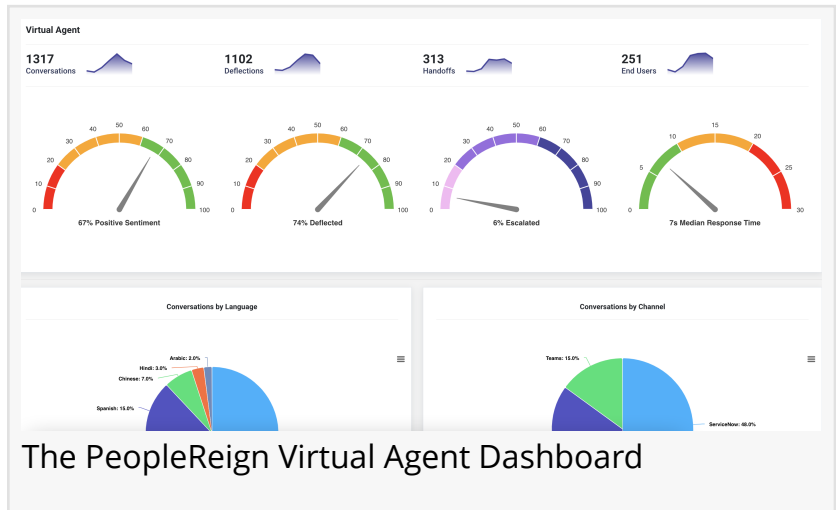 Virtual Agent
1317
Conversations
1102
Deflections
313
Handoffs
251
End Users
0 10 20 30 40 50 60 70 80 90 100
67% Positive Sentiment
0 10 20 30 40 50 60 70 80 90 100
74% Deflected
0 10 20 30 40 50 60 70 80 90 100
6% Escalated
0 5 10 15 20 25 30
7s Median Response Time
Conversations by Language
Arabic: 2.0%
Hindi: 3.0%
Chinese: 7.0%
Spanish: 15.0%
Conversations by Channel
Teams: 15.0%
ServiceNow: 48.0%
The PeopleReign Virtual Agent Dashboard